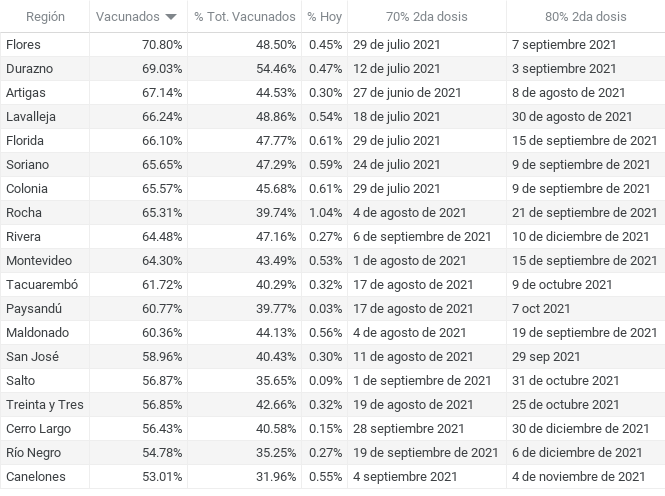 Región Vacunados % Tot. Vacunados % Hoy 70% 2da dosis 80% 2da dosis
Flores 70.80% 48.50% 0.45% 29 de julio 2021 7 septiembre 2021
Durazno 69.03% 54.46% 0.47% 12 de julio 2021 3 septiembre 2021
Artigas 67.14% 44.53% 0.30% 27 de junio de 2021 8 de agosto de 2021
Lavalleja 66.24% 48.86% 0.54% 18 de julio 2021 30 de agosto de 2021
Florida 66.10% 47.77% 0.61% 29 de julio 2021 15 de septiembre de 2021
Soriano 65.65% 47.29% 0.59% 24 de julio 2021 9 de septiembre de 2021
Colonia 65.57% 45.68% 0.61% 29 de julio 2021 9 de septiembre de 2021
Rocha 65.31% 39.74% 1.04% 4 de agosto de 2021 21 de septiembre de 2021
Rivera 64.48% 47.16% 0.27% 6 de septiembre de 2021 10 de diciembre de 2021
Montevideo 64.30% 43.49% 0.53% 1 de agosto de 2021 15 de septiembre de 2021
Tacuarembó 61.72% 40.29% 0.32% 17 de agosto de 2021 9 de octubre 2021
Paysandú 60.77% 39.77% 0.03% 17 de agosto de 2021 7 oct 2021
Maldonado 60.36% 44.13% 0.56% 4 de agosto de 2021 19 de septiembre de 2021
San José 58.96% 40.43% 0.30% 11 de agosto de 2021 29 sep 2021
Salto 56.87% 35.65% 0.09% 1 de septiembre de 2021 31 de octubre 2021
Treinta y Tres 56.85% 42.66% 0.32% 19 de agosto de 2021 25 de octubre 2021
Cerro Largo 56.43% 40.58% 0.15% 28 septiembre 2021 30 de diciembre de 2021
Río Negro 54.78% 35.25% 0.27% 19 de septiembre de 2021 6 de diciembre de 2021
Canelones 53.01% 31.96% 0.55% 4 septiembre 2021 4 de noviembre de 2021